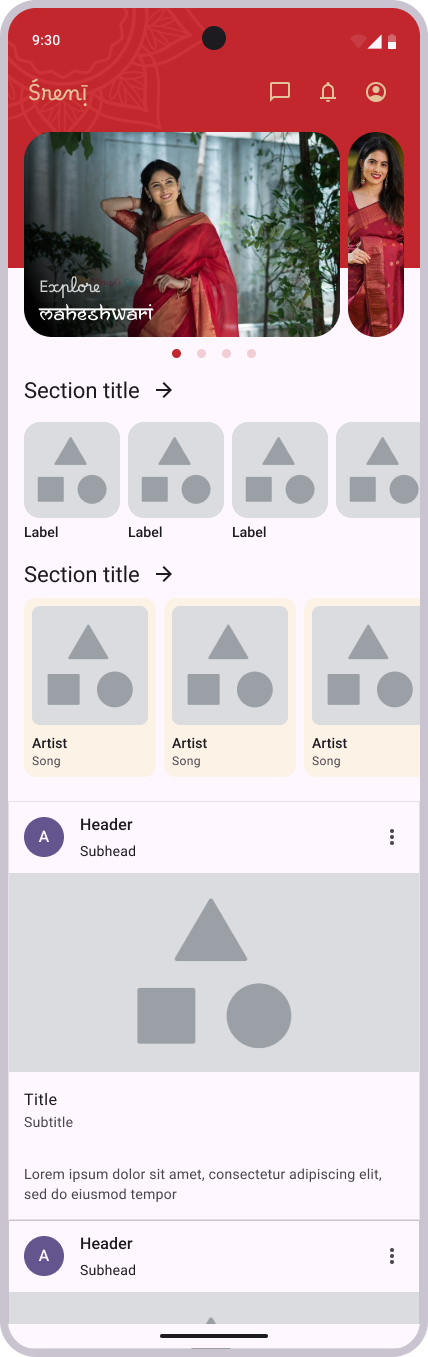 9:30
Śreṇī
Explore
maheshwari
Section title
Label
Label
Label
Section title
Artist
Song
Artist
Song
Artist
Song
A
Header
Subhead
Title
Subtitle
Lorem ipsum dolor sit amet, consectetur adipiscing elit,
sed do eiusmod tempor
A
Header
Subhead